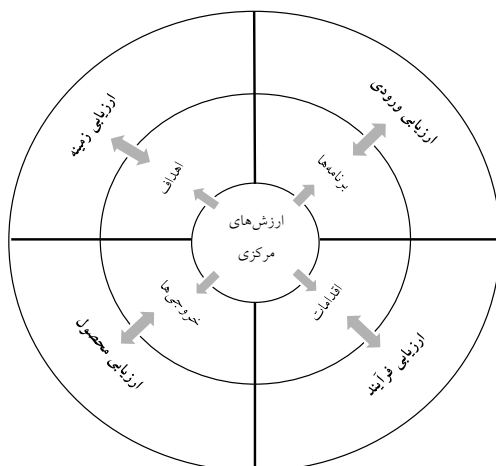 ارزیابی ورودی
ارزیابی زمینه
برنامه‌ها
اهداف
ارزش‌های
مرکزی
اقدامات
خروجی‌ها
ارزیابی فرآیند
ارزیابی محصول